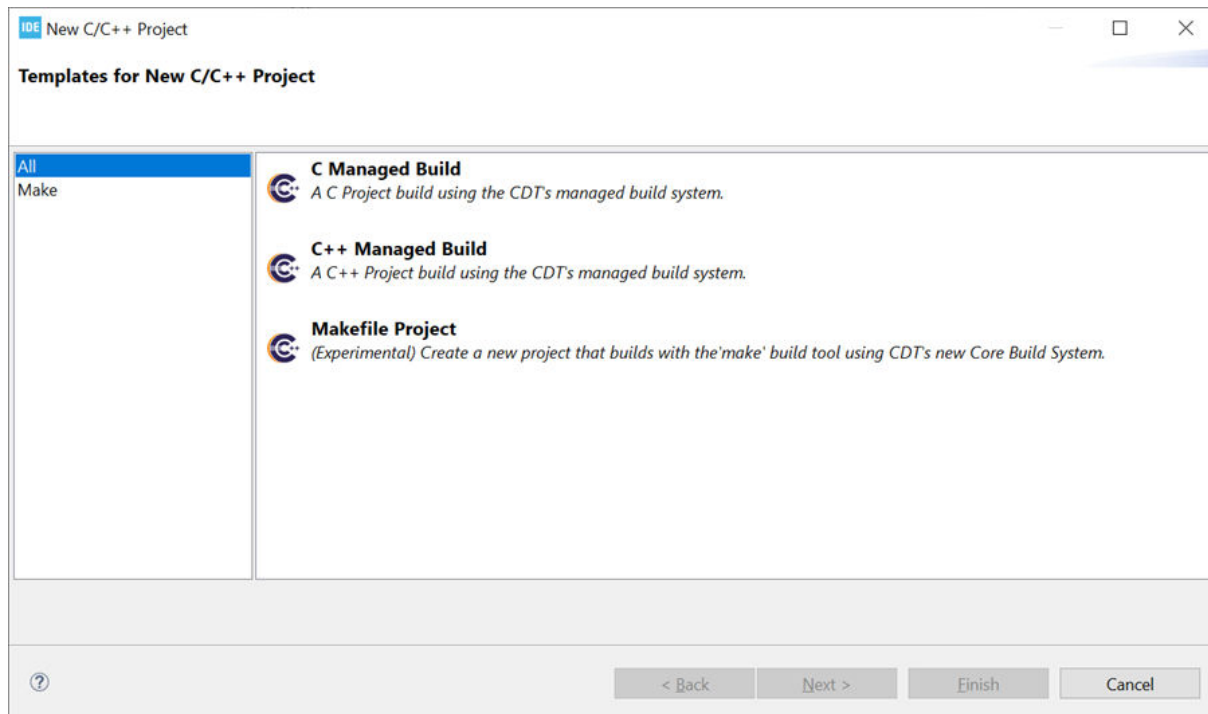 IDE New C/C++ Project
Templates for New C/C++ Project
All
Make
C Managed Build
A C Project build using the CDT's managed build system.
C++ Managed Build
A C++ Project build using the CDT's managed build system.
Makefile Project
(Experimental) Create a new project that builds with the'make' build tool using CDT's new Core Build System.
? < Back Next > Finish Cancel